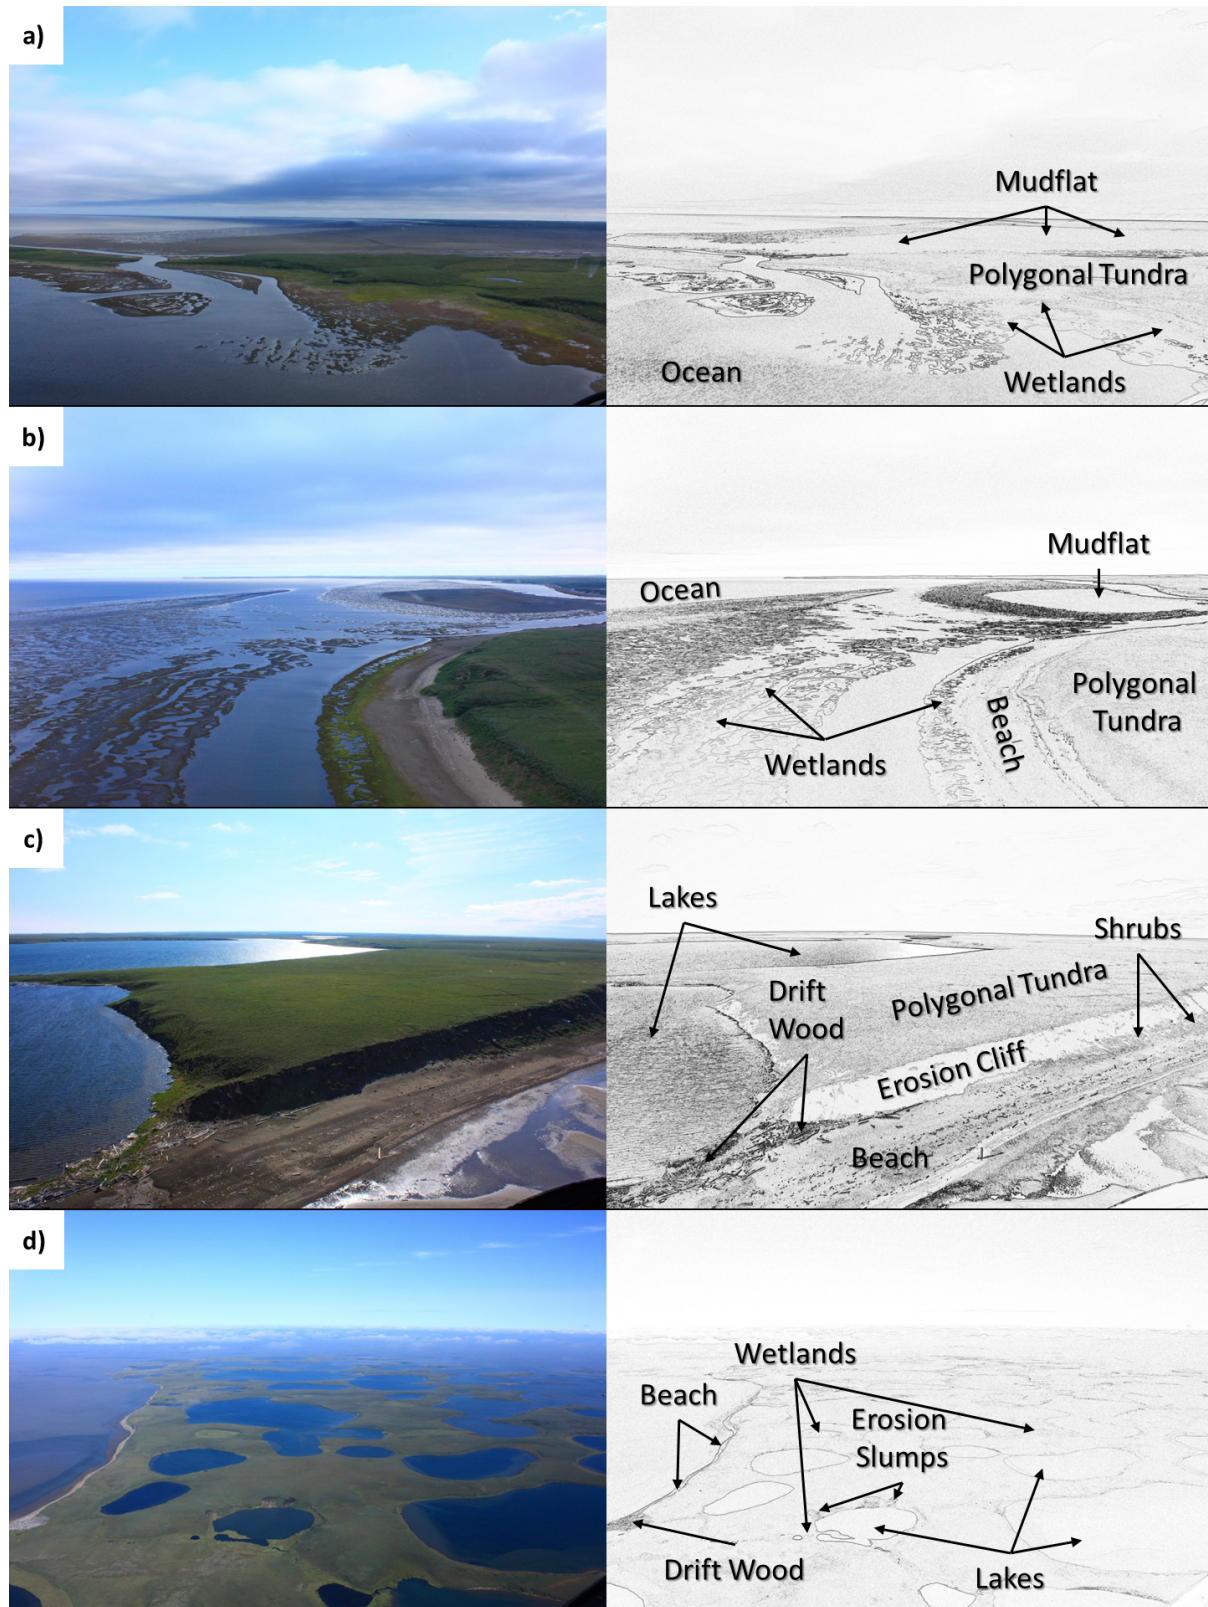 a)
Mudflat
Polygonal Tundra
Ocean
Wetlands
b)
Mudflat
Ocean
Polygonal
Tundra
Beach
Wetlands
c)
Lakes
Shrubs
Drift
Wood
Polygonal Tundra
Erosion Cliff
Beach
d)
Wetlands
Beach
Erosion
Slumps
Drift Wood
Lakes